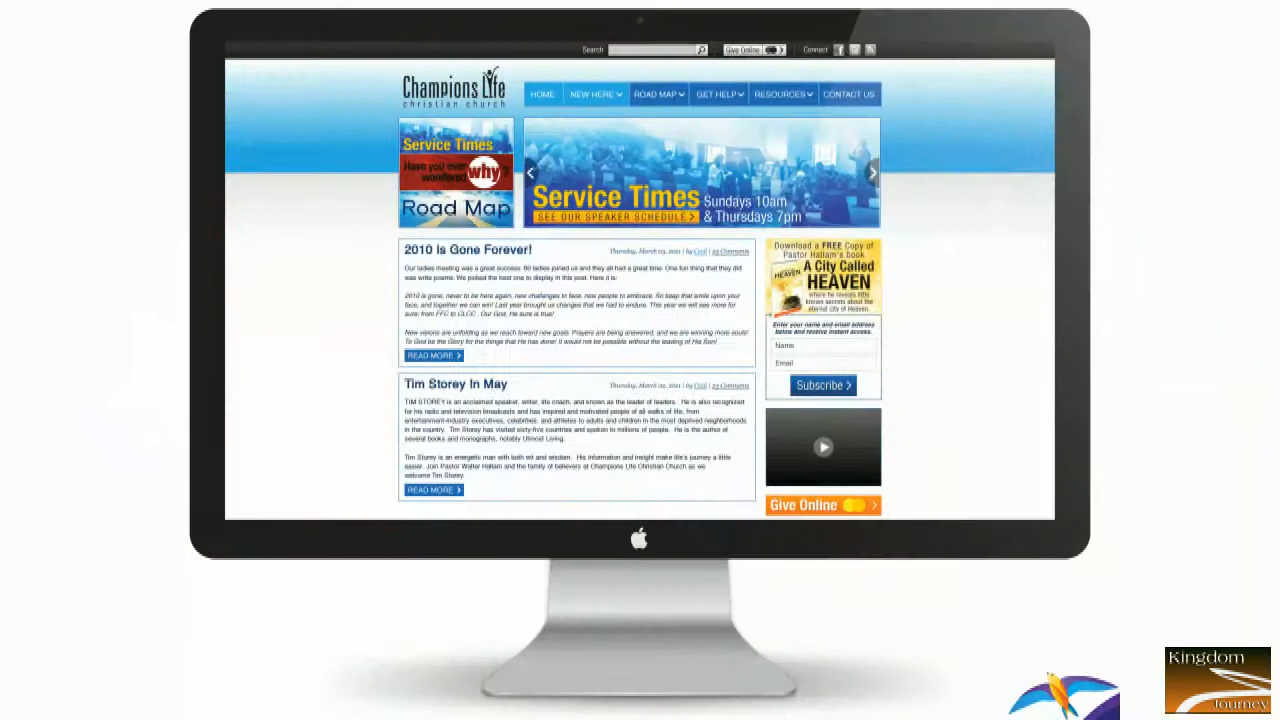 Search
Give Online
Connect
Champions Life
christian church
HOME
NEW HERE
ROAD MAP
GET HELP
RESOURCES
CONTACT US
Service Times
Have you ever
wondered why?
Road Map
Service Times
Sundays 10am
SEE OUR SPEAKER SCHEDULE
& Thursdays 7pm
2010 Is Gone Forever!
Thursday, March 03, 2011 | by Cecil | 23 Comments
Our ladies meeting was a great success. 60 ladies joined us and they all had a great time. One fun thing that they did
was write poems. We picked the best one to display in this post. Here it is:
2010 is gone, never to be here again, new challenges to face, new people to embrace. So keep that smile upon your
face, and together we can win! Last year brought us changes that we had to endure. This year we will see more for
sure; from FFC to CLCC . Our God, He sure is true!
New visions are unfolding as we reach toward new goals. Prayers are being answered, and we are winning more souls!
To God be the Glory for the things that He has done! It would not be possible without the leading of His Son!
READ MORE
Tim Storey In May
Thursday, March 02, 2011 | by Cecil | 23 Comments
TIM STOREY is an acclaimed speaker, writer, life coach, and known as the leader of leaders. He is also recognized
for his radio and television broadcasts and has inspired and motivated people of all walks of life, from
entertainment-industry executives, celebrities, and athletes to adults and children in the most deprived neighborhoods
in the country. Tim Storey has visited sixty-five countries and spoken to millions of people. He is the author of
several books and monographs, notably Utmost Living.
Tim Storey is an energetic man with both wit and wisdom. His information and insight make life's journey a little
easier. Join Pastor Walter Hallam and the family of believers at Champions Life Christian Church as we
welcome Tim Storey.
READ MORE
Download a FREE Copy of
Pastor Hallam's book
A City Called
HEAVEN
HEAVEN
where he reveals little
known secrets about the
eternal city of Heaven.
Enter your name and email address
below and receive instant access.
Name
Email
Subscribe
Give Online
Kingdom
Journey